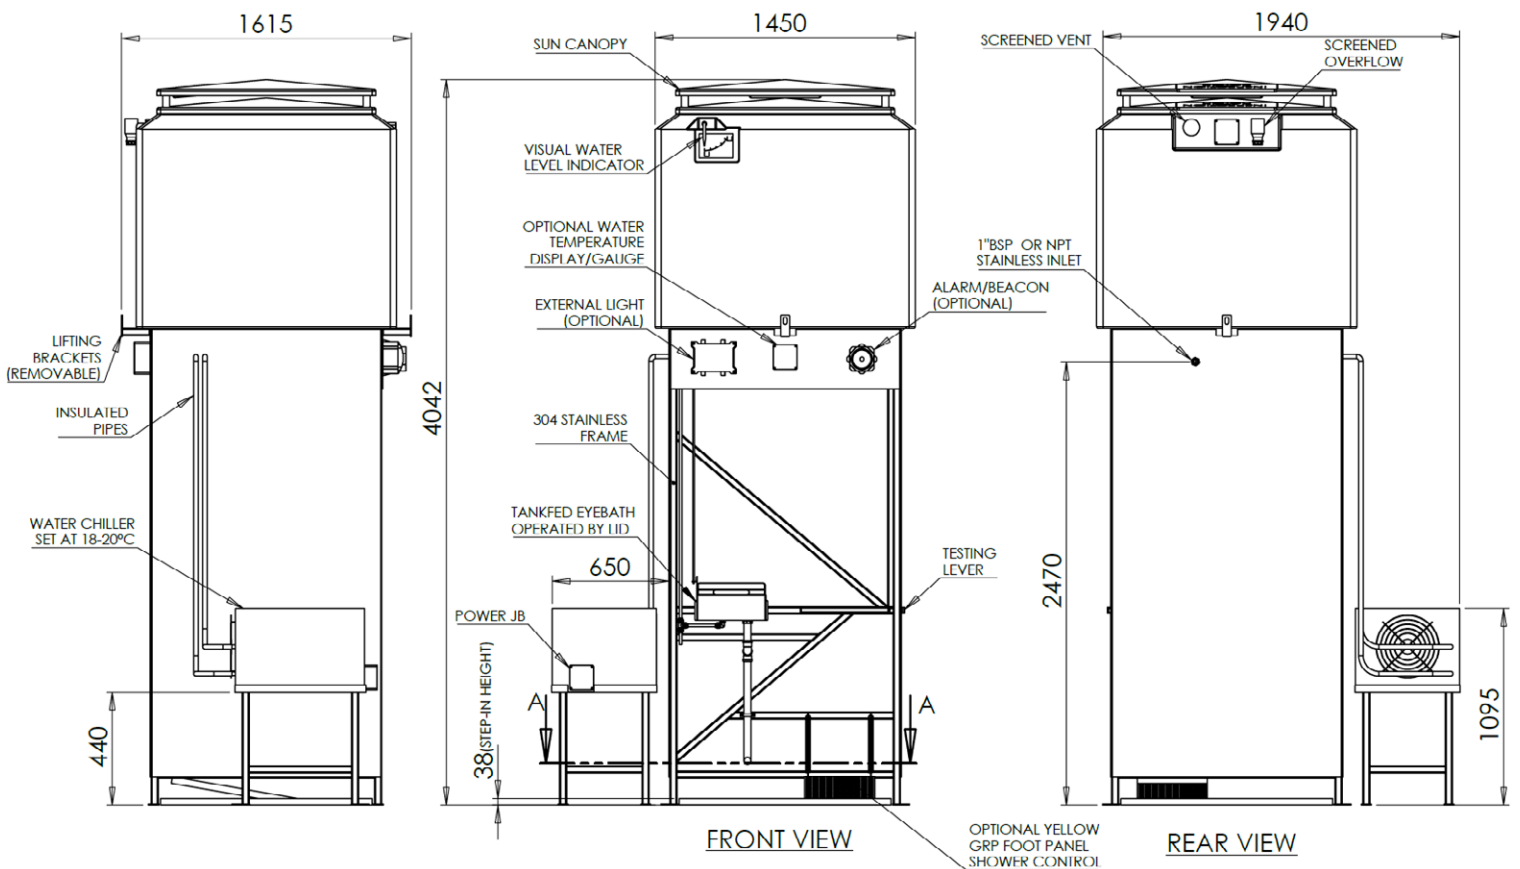 1615
LIFTING
BRACKETS
(REMOVABLE)
INSULATED
PIPES
WATER CHILLER
SET AT 18-20ºC
440
1450
SUN CANOPY
VISUAL WATER
LEVEL INDICATOR
OPTIONAL WATER
TEMPERATURE
DISPLAY/GAUGE
EXTERNAL LIGHT
(OPTIONAL)
ALARM/BEACON
(OPTIONAL)
4042
304 STAINLESS
FRAME
TANKFED EYEBATH
OPERATED BY LID
TESTING
LEVER
650
POWER JB
38(STEP-IN HEIGHT)
A
A
FRONT VIEW
OPTIONAL YELLOW
GRP FOOT PANEL
SHOWER CONTROL
1940
SCREENED VENT
SCREENED
OVERFLOW
1"BSP OR NPT
STAINLESS INLET
2470
1095
REAR VIEW